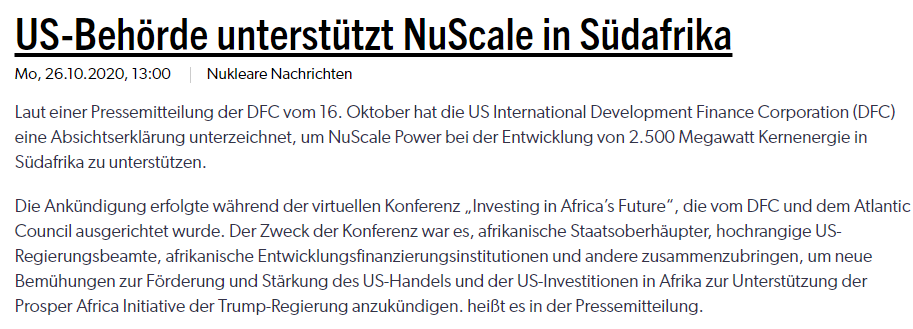 US-Behörde unterstützt NuScale in Südafrika
Mo, 26.10.2020, 13:00 | Nukleare Nachrichten
Laut einer Pressemitteilung der DFC vom 16. Oktober hat die US International Development Finance Corporation (DFC)
eine Absichtserklärung unterzeichnet, um NuScale Power bei der Entwicklung von 2.500 Megawatt Kernenergie in
Südafrika zu unterstützen.
Die Ankündigung erfolgte während der virtuellen Konferenz „Investing in Africa’s Future“, die vom DFC und dem Atlantic
Council ausgerichtet wurde. Der Zweck der Konferenz war es, afrikanische Staatsoberhäupter, hochrangige US-
Regierungsbeamte, afrikanische Entwicklungsfinanzierungsinstitutionen und andere zusammenzubringen, um neue
Bemühungen zur Förderung und Stärkung des US-Handels und der US-Investitionen in Afrika zur Unterstützung der
Prosper Africa Initiative der Trump-Regierung anzukündigen. heißt es in der Pressemitteilung.